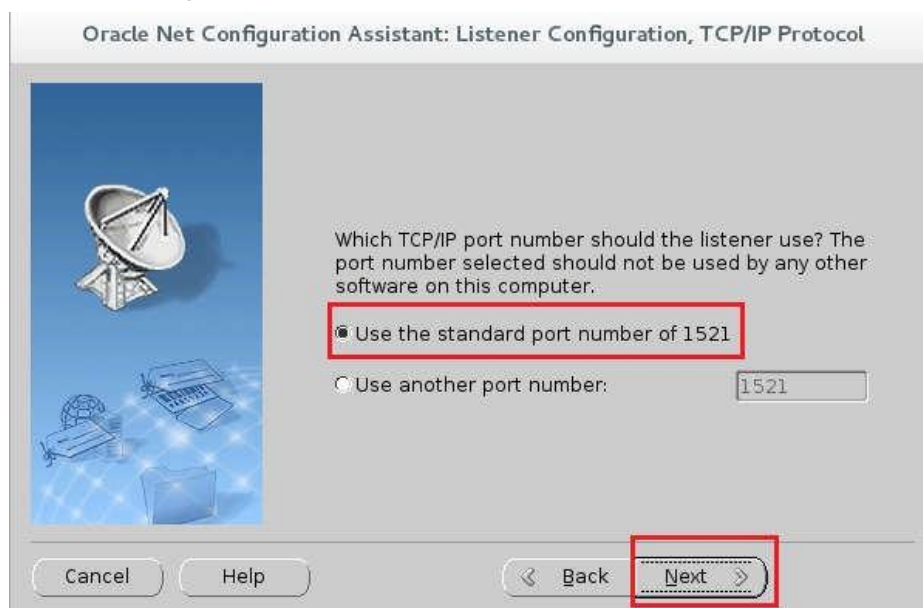 Oracle Net Configuration Assistant: Listener Configuration, TCP/IP Protocol
Which TCP/IP port number should the listener use? The
port number selected should not be used by any other
software on this computer.
Use the standard port number of 1521
Use another port number: 1521
Cancel Help Back Next